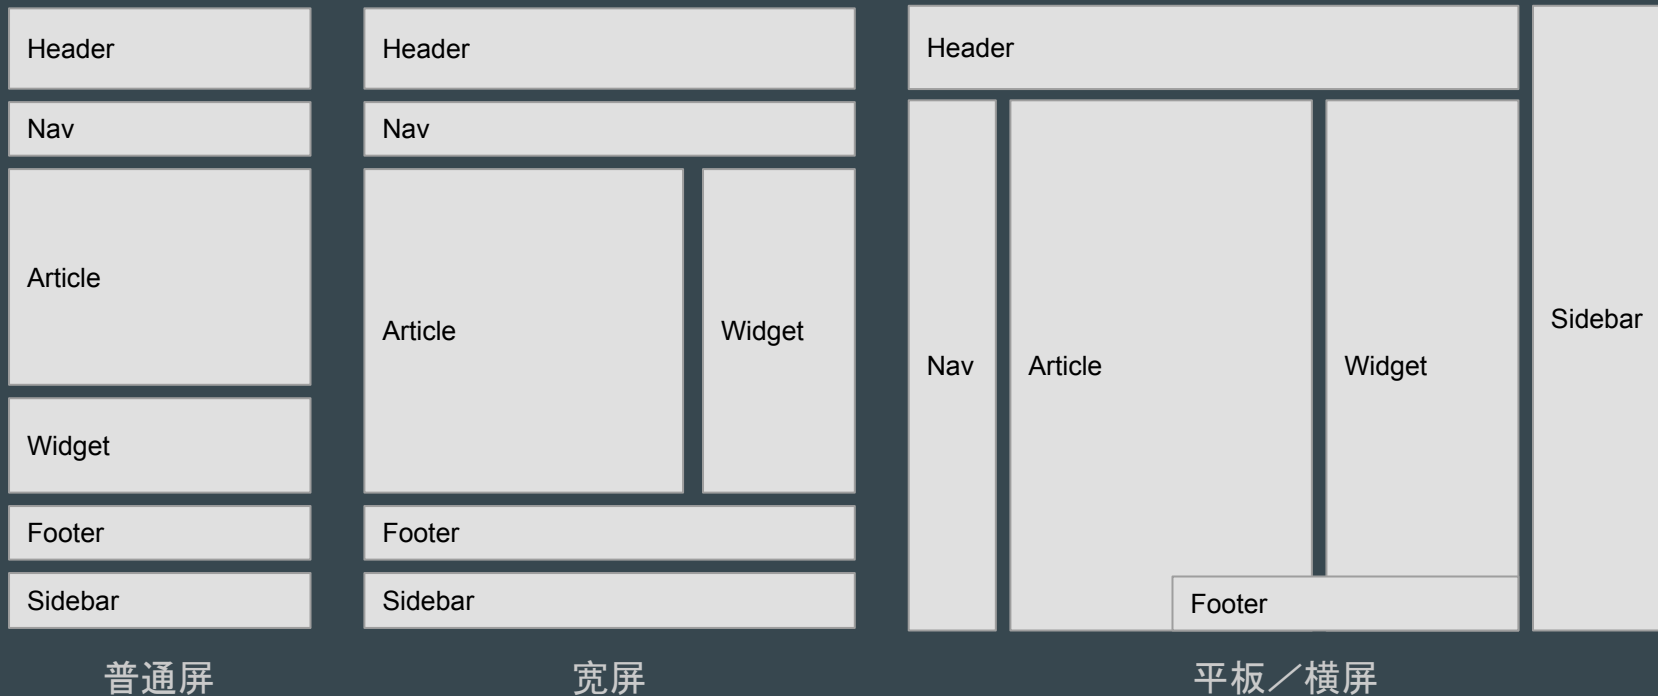 Header
Nav
Article
Widget
Footer
Sidebar
普通屏
Header
Nav
Article
Widget
Footer
Sidebar
宽屏
Header
Nav
Article
Widget
Footer
Sidebar
平板／横屏